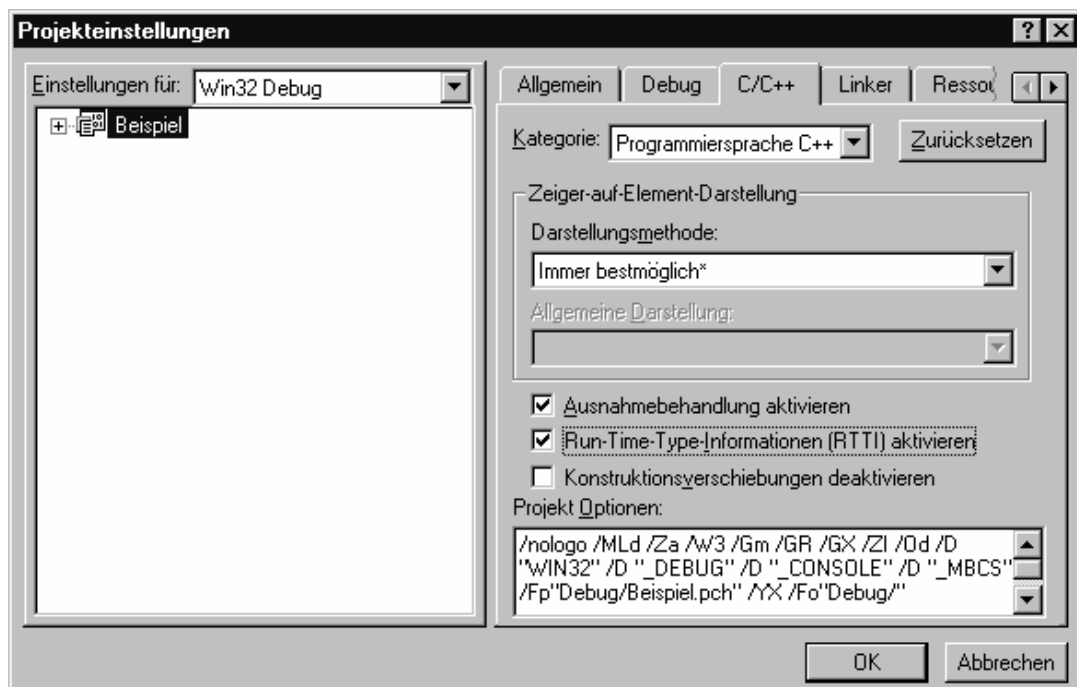 Projekteinstellungen
Einstellungen für: Win32 Debug
Beispiel
Allgemein Debug C/C++ Linker Ressou
Kategorie: Programmiersprache C++ Zurücksetzen
Zeiger-auf-Element-Darstellung
Darstellungsmethode:
Immer bestmöglich*
Allgemeine Darstellung:
Ausnahmebehandlung aktivieren
Run-Time-Type-Informationen (RTTI) aktivieren
Konstruktionsverschiebungen deaktivieren
Projekt Optionen:
/nologo /MLd /Za /W3 /Gm /GR /GX /ZI /Od /D
"WIN32" /D "_DEBUG" /D "_CONSOLE" /D "_MBCS"
/Fp"Debug/Beispiel.pch" /YX /Fo"Debug/"
OK Abbrechen